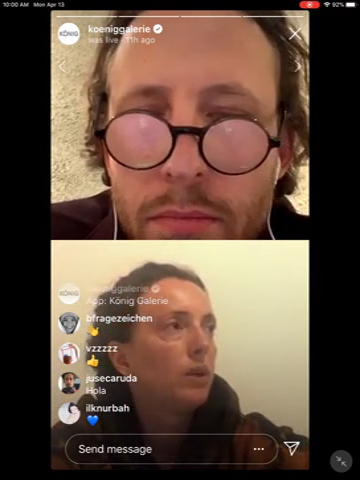 10:00 AM Mon Apr 13
92%
KÖNIG
koeniggalerie
was live · 11h ago
KÖNIG
koeniggalerie
App: König Galerie
bfragezeichen
👋
vzzzzz
👍
jusecaruda
Hola
ilknurbah
💙
Send message